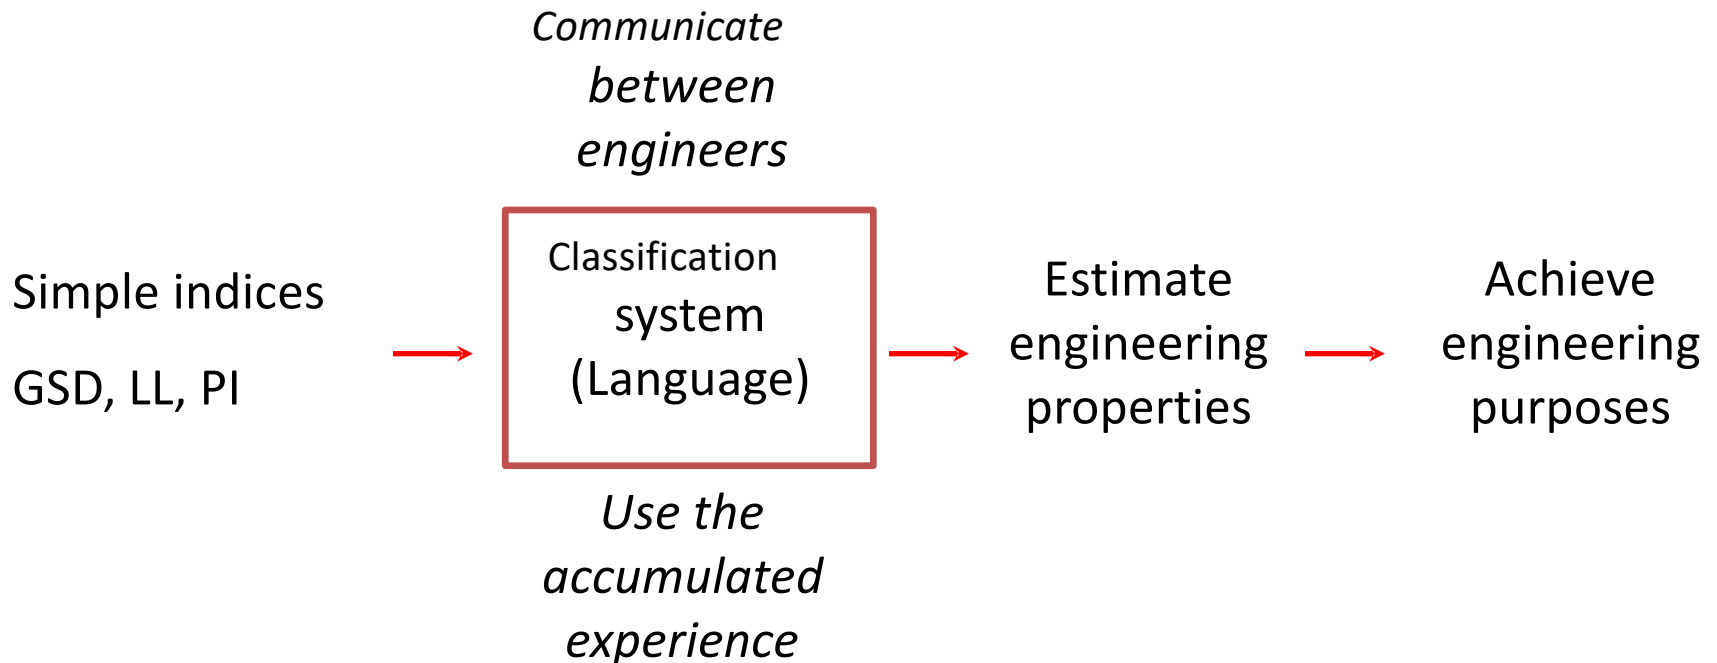 Communicate
between
engineers
Simple indices
GSD, LL, PI
Classification
system
(Language)
Estimate
engineering
properties
Achieve
engineering
purposes
Use the
accumulated
experience